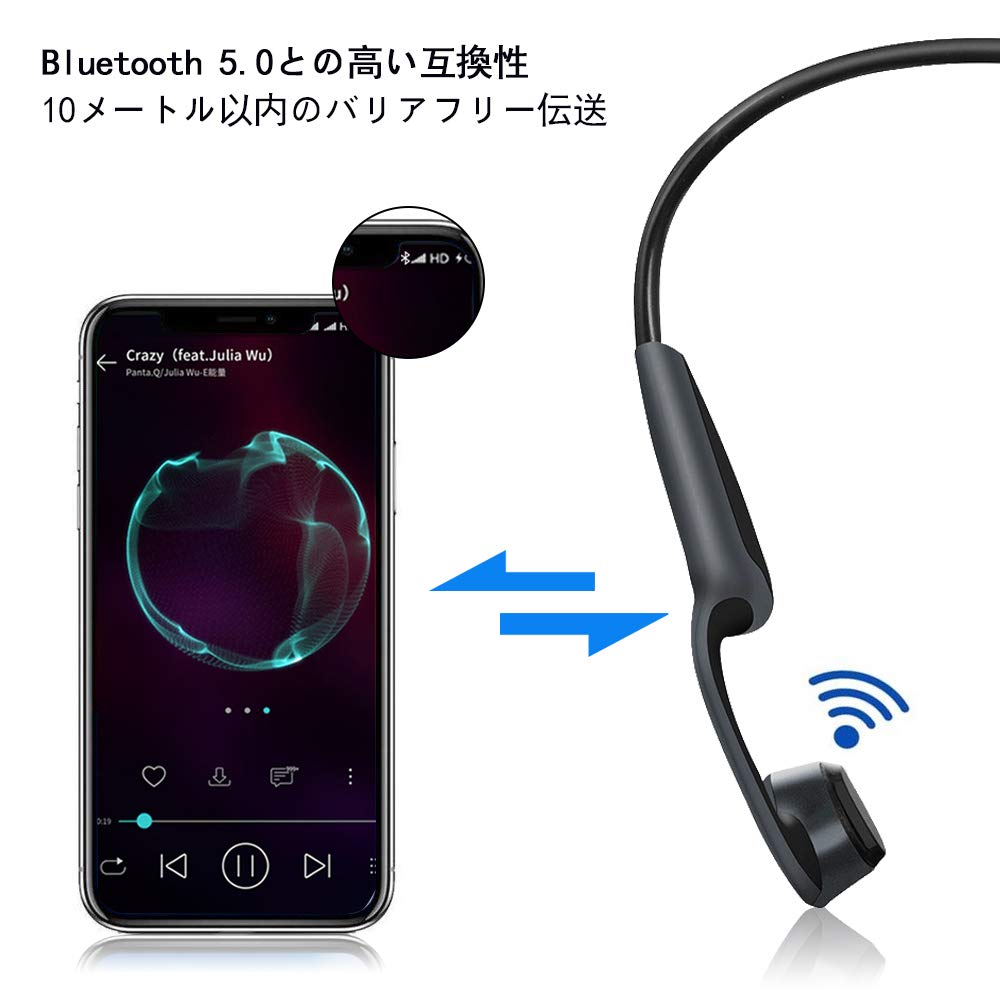 Bluetooth 5.0との高い互換性
10メートル以内のバリアフリー伝送
HD
u)
H
Crazy（feat.Julia Wu）
Panta.Q/Julia Wu-E能量
999+
0:19